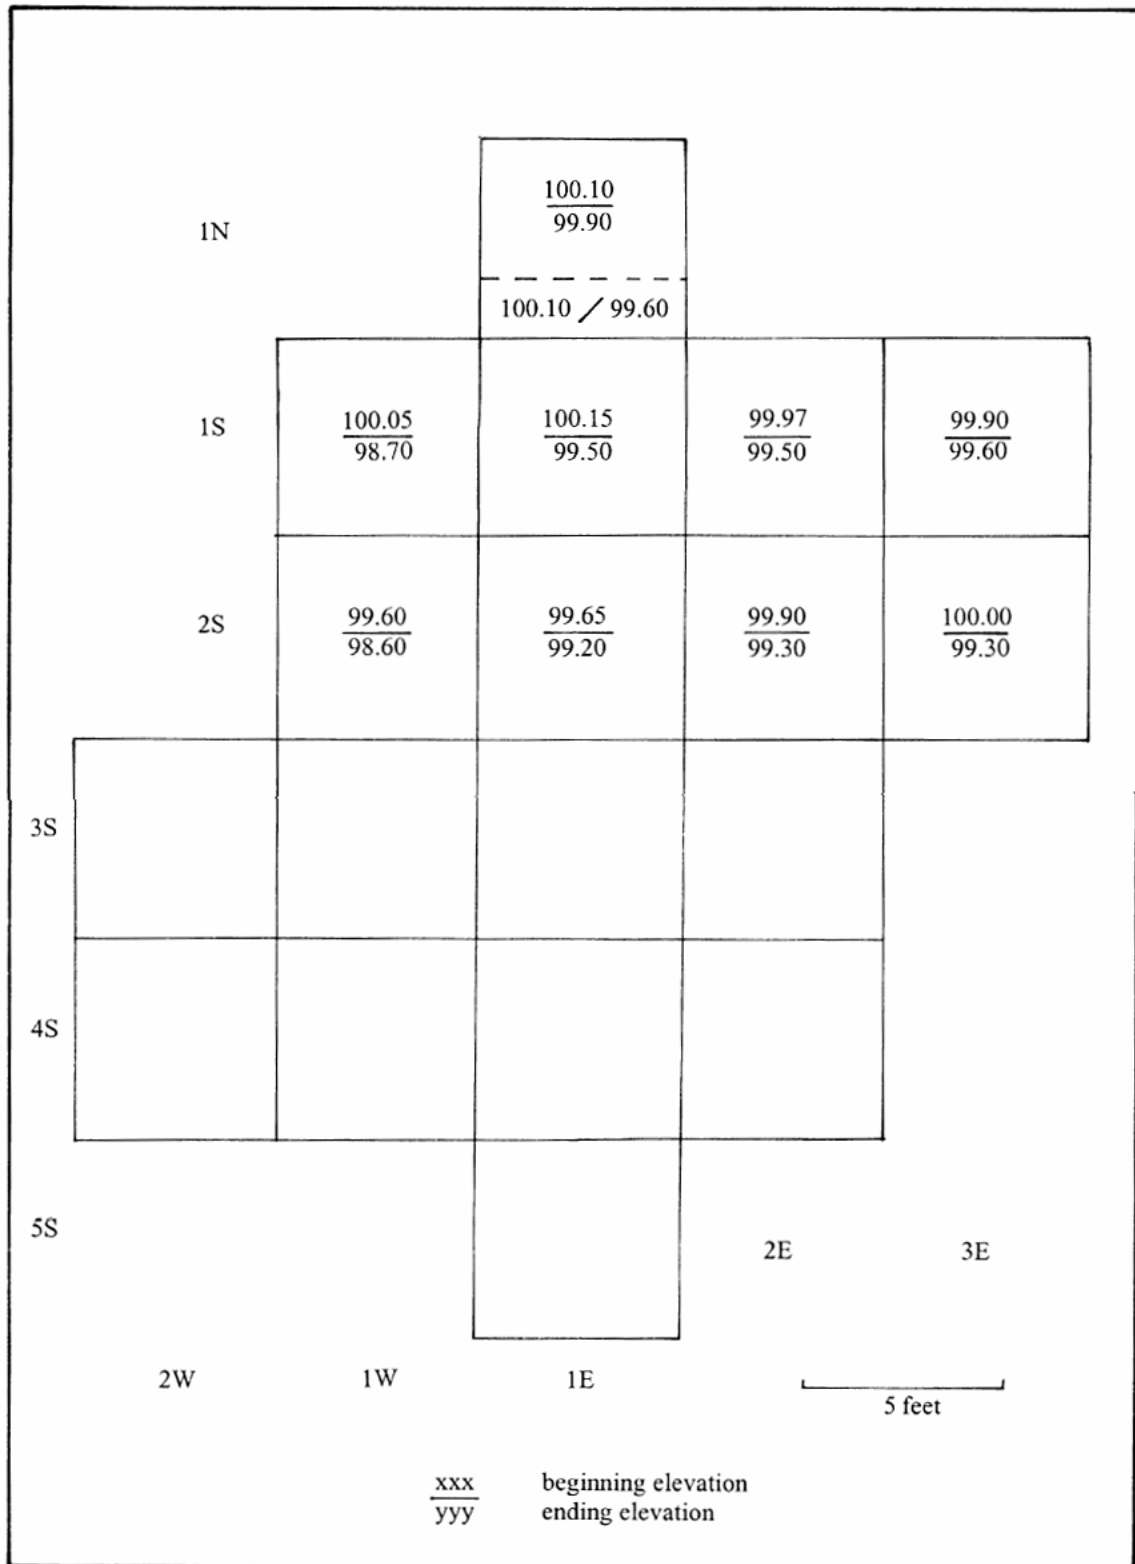 100.10
99.90
1N
100.10 / 99.60
1S
100.05
98.70
100.15
99.50
99.97
99.50
99.90
99.60
2S
99.60
98.60
99.65
99.20
99.90
99.30
100.00
99.30
3S
4S
5S
2E
3E
2W
1W
1E
5 feet
xxx beginning elevation
yyy ending elevation